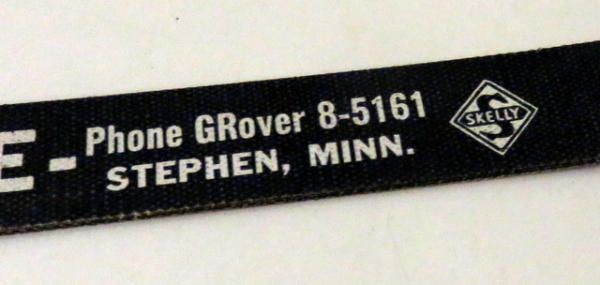 E - Phone GRover 8-5161
STEPHEN, MINN.
S
SKELLY